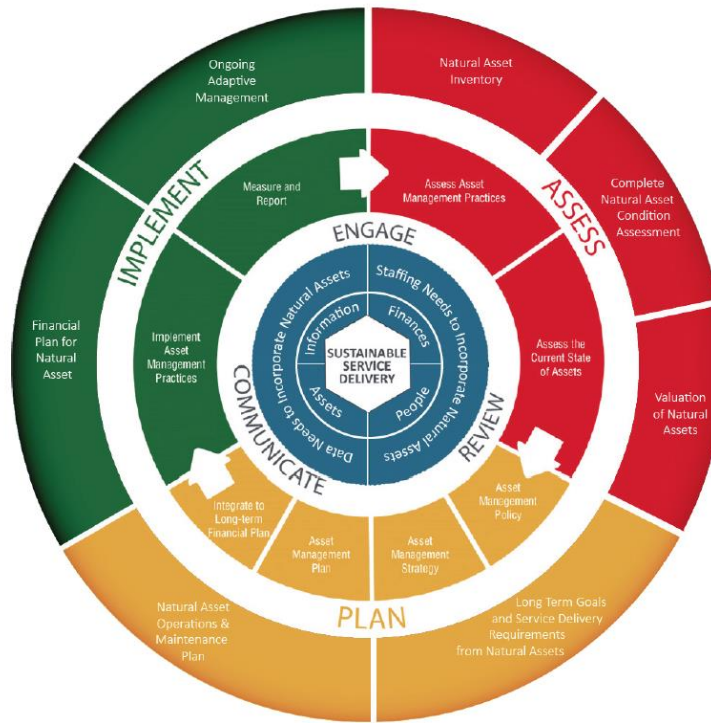 Ongoing
Adaptive
Management
Natural Asset
Inventory
Complete
Natural Asset
Condition
Assessment
Valuation
of Natural
Assets
Long Term Goals
and Service Delivery
Requirements
from Natural Assets
Natural Asset
Operations &
Maintenance
Plan
Financial
Plan for
Natural
Asset
IMPLEMENT
ASSESS
PLAN
Measure and
Report
Assess Asset
Management Practices
Assess the
Current State
of Assets
Asset
Management
Policy
Asset
Management
Strategy
Asset
Management
Plan
Integrate to
Long-term
Financial Plan
Implement
Asset
Management
Practices
ENGAGE
REVIEW
COMMUNICATE
Data Needs to Incorporate Natural Assets
Staffing Needs to Incorporate Natural Assets
Information
Finances
People
Assets
SUSTAINABLE
SERVICE
DELIVERY